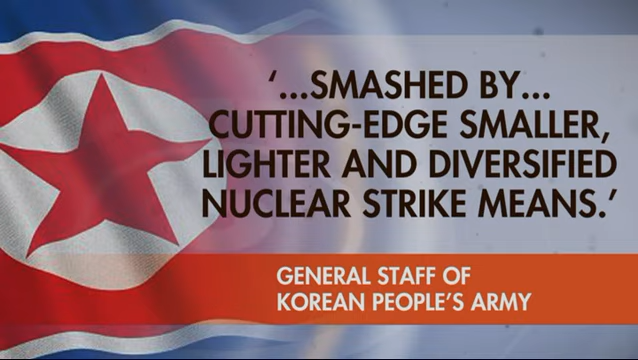 ‘...SMASHED BY...
CUTTING-EDGE SMALLER,
LIGHTER AND DIVERSIFIED
NUCLEAR STRIKE MEANS.’
GENERAL STAFF OF
KOREAN PEOPLE’S ARMY